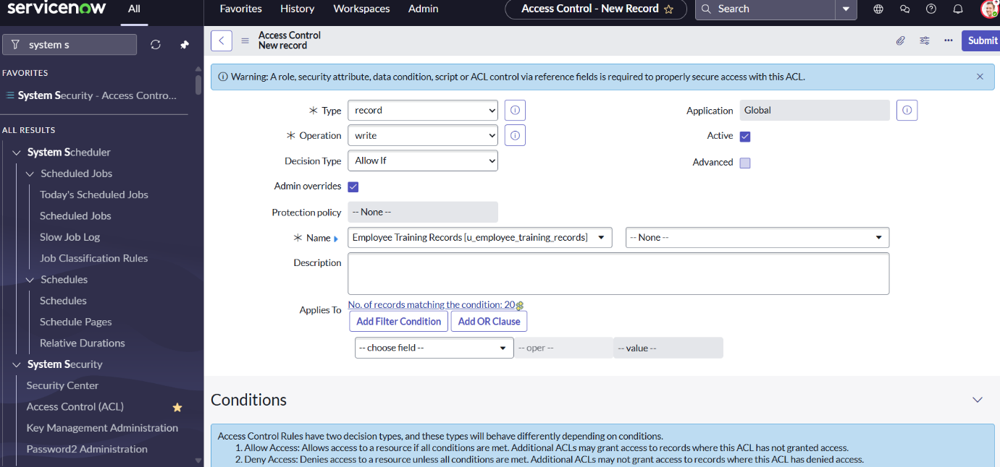 servicenow
All
Favorites
History
Workspaces
Admin
Access Control - New Record
Search
system s
FAVORITES
System Security - Access Contro...
ALL RESULTS
System Scheduler
Scheduled Jobs
Today's Scheduled Jobs
Scheduled Jobs
Slow Job Log
Job Classification Rules
Schedules
Schedules
Schedule Pages
Relative Durations
System Security
Security Center
Access Control (ACL)
Key Management Administration
Password2 Administration
Access Control
New record
Submit
Warning: A role, security attribute, data condition, script or ACL control via reference fields is required to properly secure access with this ACL.
Type record
Application Global
Operation write
Active
Decision Type Allow If
Advanced
Admin overrides
Protection policy -- None --
Name Employee Training Records [u_employee_training_records] -- None --
Description
Applies To No. of records matching the condition: 20
Add Filter Condition Add OR Clause
-- choose field -- -- oper -- -- value --
Conditions
Access Control Rules have two decision types, and these types will behave differently depending on conditions.
1. Allow Access: Allows access to a resource if all conditions are met. Additional ACLs may grant access to records where this ACL has not granted access.
2. Deny Access: Denies access to a resource unless all conditions are met. Additional ACLs may not grant access to records where this ACL has denied access.